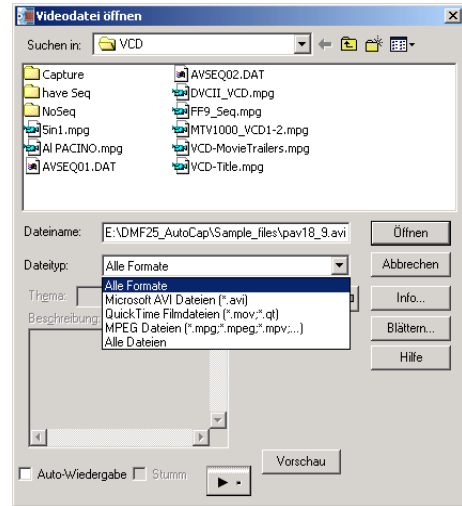 Videodatei öffnen
Suchen in: VCD
Capture
have Seq
NoSeq
5in1.mpg
Al PACINO.mpg
AVSEQ01.DAT
AVSEQ02.DAT
DVCII_VCD.mpg
FF9_Seq.mpg
MTV1000_VCD1-2.mpg
VCD-MovieTrailers.mpg
VCD-Title.mpg
Dateiname: E:\DMF25_AutoCap\Sample_files\pav18_9.avi Öffnen
Dateityp: Alle Formate Abbrechen
Alle Formate
Microsoft AVI Dateien (*.avi)
QuickTime Filmdateien (*.mov;*.qt)
MPEG Dateien (*.mpg;*.mpeg;*.mpv;...)
Alle Dateien
Thema: Info...
Beschreibung: Blättern...
Hilfe
Vorschau
Auto-Wiedergabe Stumm